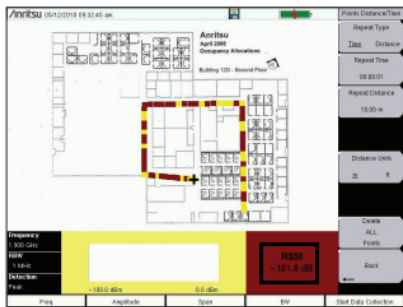 Anritsu 05/12/2010 09:32:45 am
Points Distance/Time
Anritsu
April 2005
Occupancy Allocations
Building 12D - Second Floor
Repeat Type
Time Distance
Repeat Time
00:00:01
Repeat Distance
10.00 m
Distance Units
m ft
Delete
ALL
Points
Back
Frequency
1.900 GHz
RBW
1 MHz
Detection
Peak
-100.0 dBm
0.0 dBm
RSSI
-101.8 dB
Freq
Amplitude
Span
BW
Start Data Collection